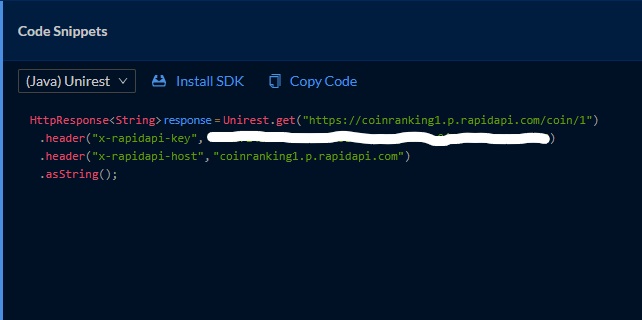 Code Snippets
(Java) Unirest Install SDK Copy Code
HttpResponse<String> response = Unirest.get("https://coinranking1.p.rapidapi.com/coin/1")
.header("x-rapidapi-key", )
.header("x-rapidapi-host", "coinranking1.p.rapidapi.com")
.asString();